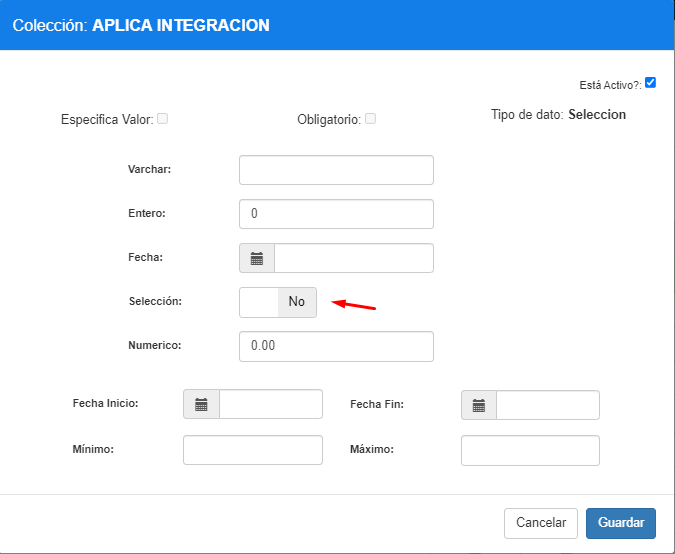 Colección: APLICA INTEGRACION
Está Activo?:
Especifica Valor:
Obligatorio:
Tipo de dato: Seleccion
Varchar:
Entero:
0
Fecha:
Selección:
No
Numerico:
0.00
Fecha Inicio:
Fecha Fin:
Mínimo:
Máximo:
Cancelar
Guardar